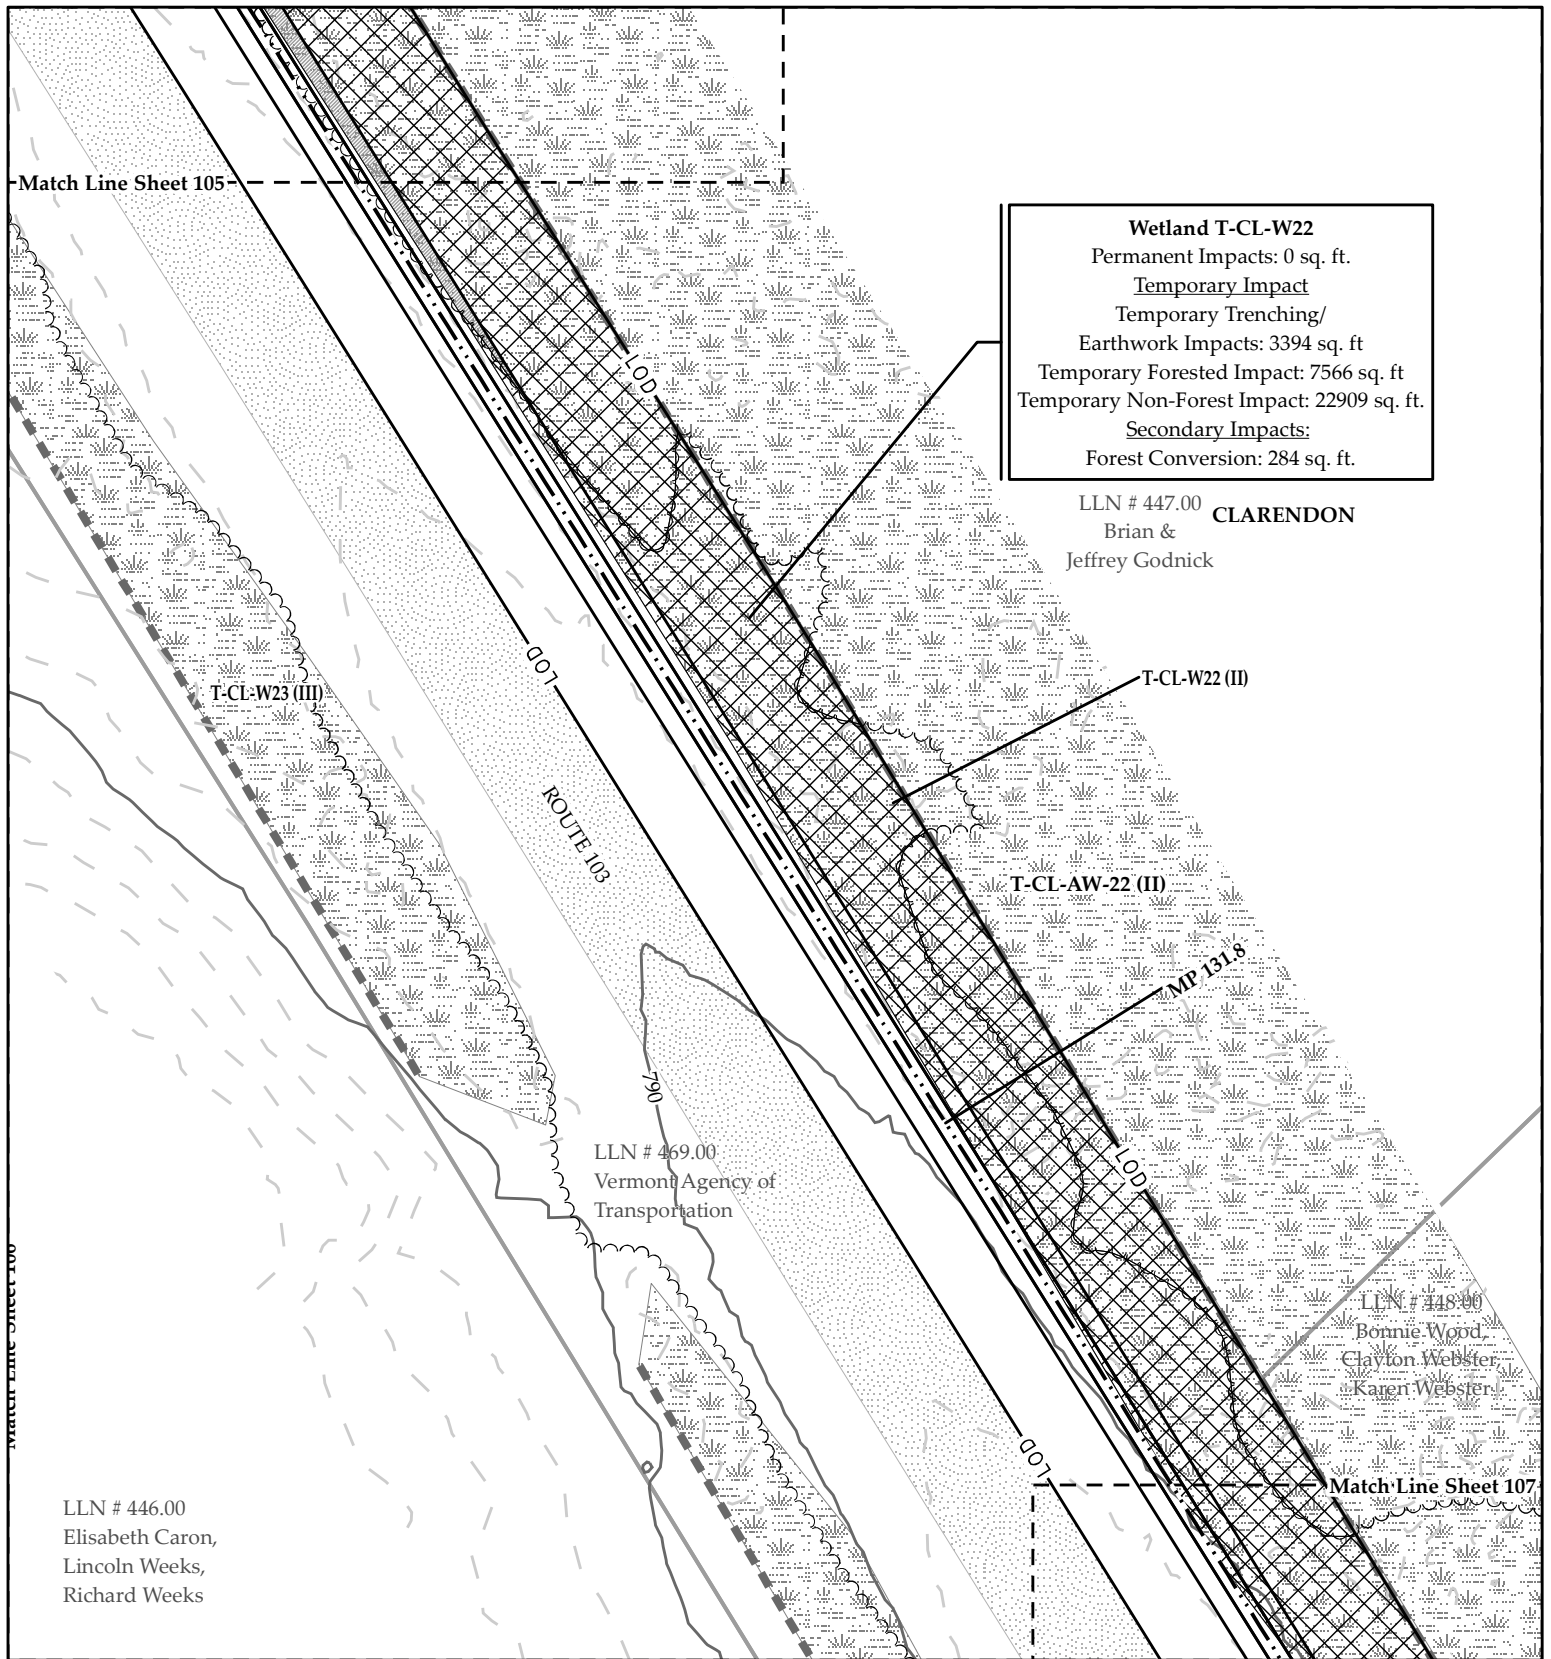 Match Line Sheet 105
Wetland T-CL-W22
Permanent Impacts: 0 sq. ft.
Temporary Impact
Temporary Trenching/
Earthwork Impacts: 3394 sq. ft
Temporary Forested Impact: 7566 sq. ft
Temporary Non-Forest Impact: 22909 sq. ft.
Secondary Impacts:
Forest Conversion: 284 sq. ft.
LOD
LLN # 447.00
Brian &
Jeffrey Godnick
CLARENDON
LOD
T-CL-W22 (II)
T-CL-W23 (III)
ROUTE 103
T-CL-AW-22 (II)
MP 131.8
790
LLN # 469.00
Vermont Agency of
Transportation
LOD
Match Line Sheet 106
LLN # 448.00
Bonnie Wood,
Clayton Webster,
Karen Webster
LOD
Match Line Sheet 107
LLN # 446.00
Elisabeth Caron,
Lincoln Weeks,
Richard Weeks